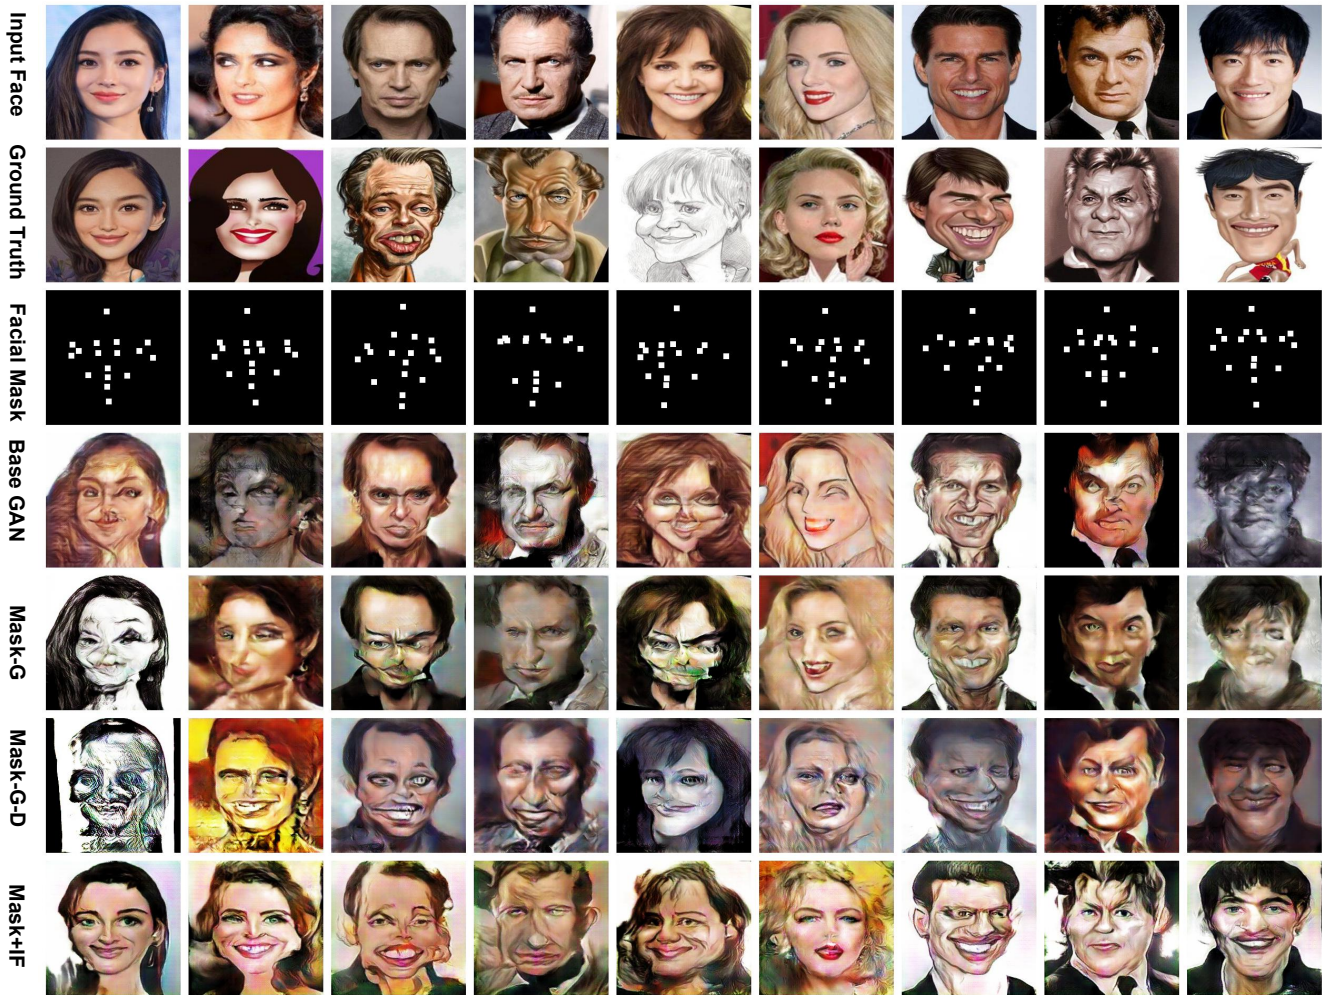 Input Face
Ground Truth
Facial Mask
Base GAN
Mask-G
Mask-G-D
Mask+IF